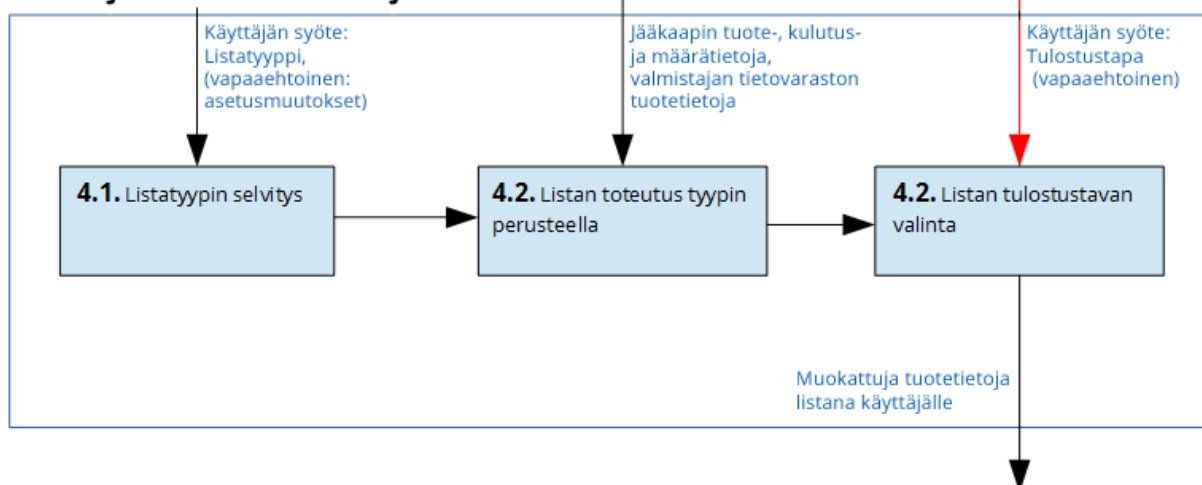 Käyttäjän syöte:
Listatyyppi,
(vapaaehtoinen:
asetusmuutokset)
Jääkaapin tuote-, kulutus-
ja määrätietoja,
valmistajan tietovaraston
tuotetietoja
Käyttäjän syöte:
Tulostustapa
(vapaaehtoinen)
4.1. Listatyypin selvitys
4.2. Listan toteutus tyypin
perusteella
4.2. Listan tulostustavan
valinta
Muokattuja tuotetietoja
listana käyttäjälle